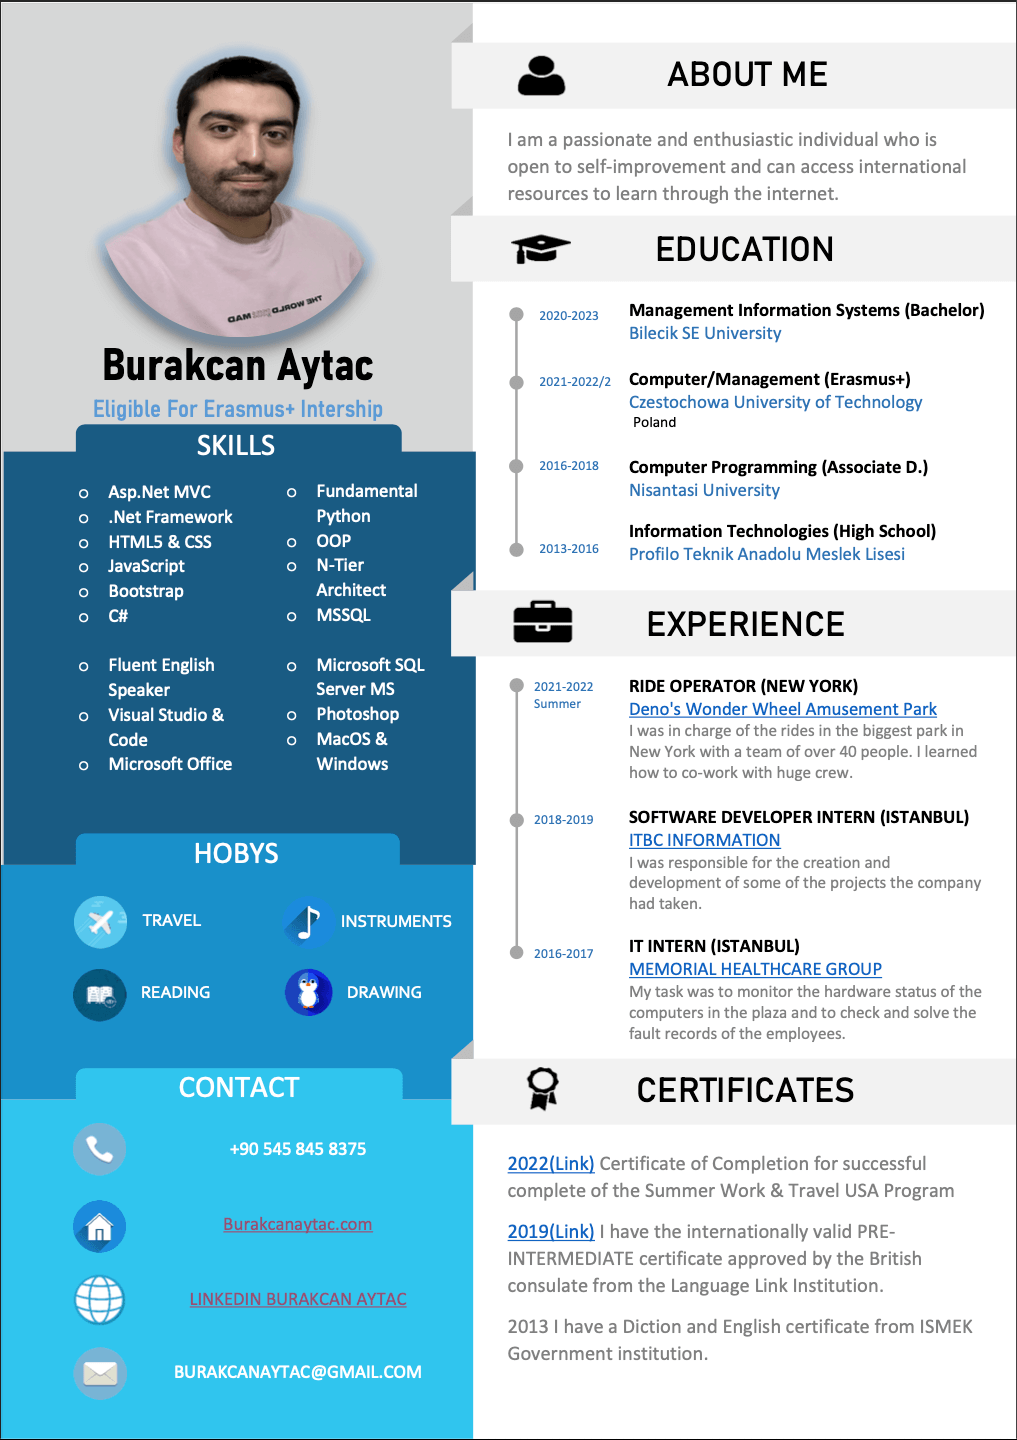 Burakcan Aytac
Eligible For Erasmus+ Intership
SKILLS
Asp.Net MVC
.Net Framework
HTML5 & CSS
JavaScript
Bootstrap
C#
Fluent English
Speaker
Visual Studio &
Code
Microsoft Office
Fundamental
Python
OOP
N-Tier
Architect
MSSQL
Microsoft SQL
Server MS
Photoshop
MacOS &
Windows
HOBYS
TRAVEL
INSTRUMENTS
READING
DRAWING
CONTACT
+90 545 845 8375
Burakcanaytac.com
LINKEDIN BURAKCAN AYTAC
BURAKCANAYTAC@GMAIL.COM
ABOUT ME
I am a passionate and enthusiastic individual who is
open to self-improvement and can access international
resources to learn through the internet.
EDUCATION
2020-2023
Management Information Systems (Bachelor)
Bilecik SE University
2021-2022/2
Computer/Management (Erasmus+)
Czestochowa University of Technology
Poland
2016-2018
Computer Programming (Associate D.)
Nisantasi University
2013-2016
Information Technologies (High School)
Profilo Teknik Anadolu Meslek Lisesi
EXPERIENCE
2021-2022
Summer
RIDE OPERATOR (NEW YORK)
Deno's Wonder Wheel Amusement Park
I was in charge of the rides in the biggest park in
New York with a team of over 40 people. I learned
how to co-work with huge crew.
2018-2019
SOFTWARE DEVELOPER INTERN (ISTANBUL)
ITBC INFORMATION
I was responsible for the creation and
development of some of the projects the company
had taken.
2016-2017
IT INTERN (ISTANBUL)
MEMORIAL HEALTHCARE GROUP
My task was to monitor the hardware status of the
computers in the plaza and to check and solve the
fault records of the employees.
CERTIFICATES
2022(Link) Certificate of Completion for successful
complete of the Summer Work & Travel USA Program
2019(Link) I have the internationally valid PRE-
INTERMEDIATE certificate approved by the British
consulate from the Language Link Institution.
2013 I have a Diction and English certificate from ISMEK
Government institution.